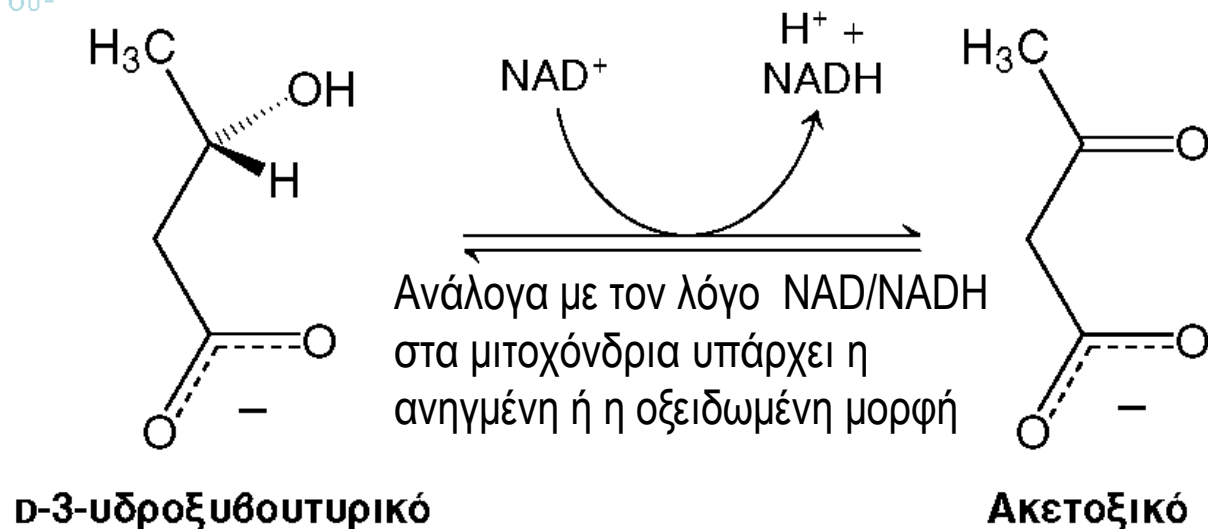 ου-
H₃C
OH
H
O
O
–
NAD⁺
H⁺ +
NADH
Ανάλογα με τον λόγο NAD/NADH
στα μιτοχόνδρια υπάρχει η
ανηγμένη ή η οξειδωμένη μορφή
H₃C
O
O
O
–
D-3-υδροξυβουτυρικό
Ακετοξικό